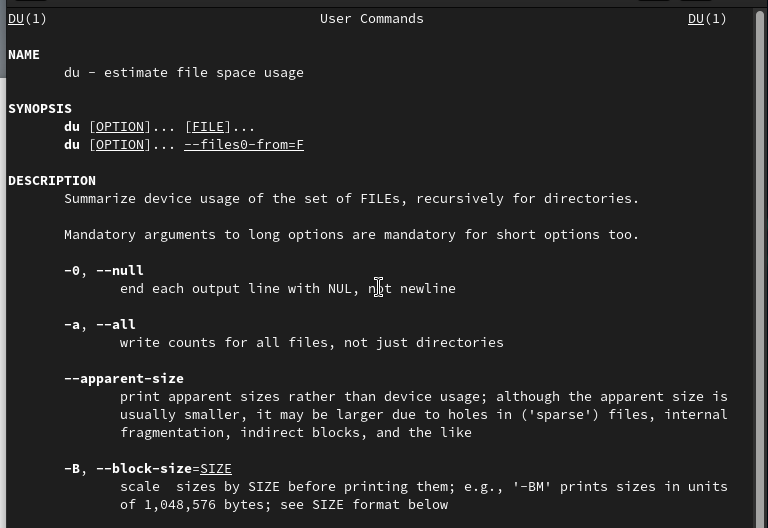 DU(1) User Commands DU(1)
NAME
du - estimate file space usage
SYNOPSIS
du [OPTION]... [FILE]...
du [OPTION]... --files0-from=F
DESCRIPTION
Summarize device usage of the set of FILEs, recursively for directories.
Mandatory arguments to long options are mandatory for short options too.
-0, --null
end each output line with NUL, not newline
-a, --all
write counts for all files, not just directories
--apparent-size
print apparent sizes rather than device usage; although the apparent size is
usually smaller, it may be larger due to holes in ('sparse') files, internal
fragmentation, indirect blocks, and the like
-B, --block-size=SIZE
scale  sizes by SIZE before printing them; e.g., '-BM' prints sizes in units
of 1,048,576 bytes; see SIZE format below